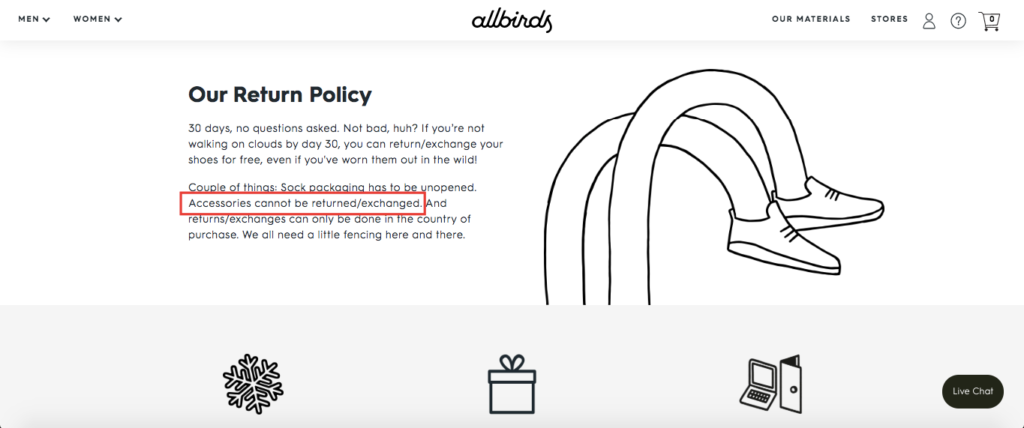 MEN WOMEN allbirds OUR MATERIALS STORES ? 0
Our Return Policy
30 days, no questions asked. Not bad, huh? If you're not
walking on clouds by day 30, you can return/exchange your
shoes for free, even if you've worn them out in the wild!
Couple of things: Sock packaging has to be unopened.
Accessories cannot be returned/exchanged. And
returns/exchanges can only be done in the country of
purchase. We all need a little fencing here and there.
Live Chat